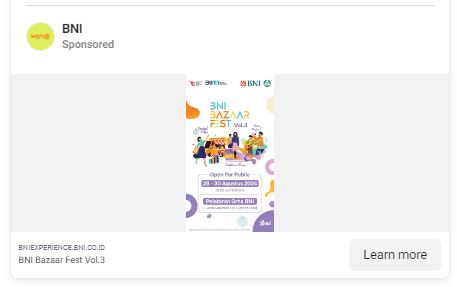 BNI
Sponsored
wondr
BNI
BNI
BAZAAR
FEST Vol.3
Open For Public
28 - 30 Agustus 2024
Pelataran Grha BNI
BNIEXPERIENCE.BNI.CO.ID
BNI Bazaar Fest Vol.3
Learn more